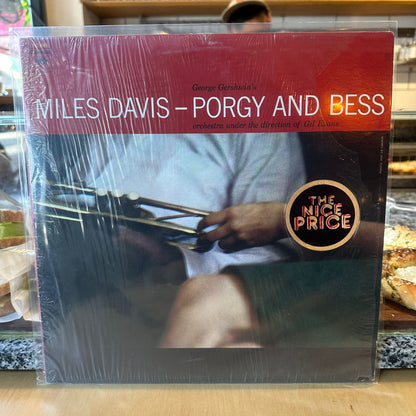 George Gershwin's
MILES DAVIS – PORGY AND BESS
orchestra under the direction of Gil Evans
THE
NICE
PRICE